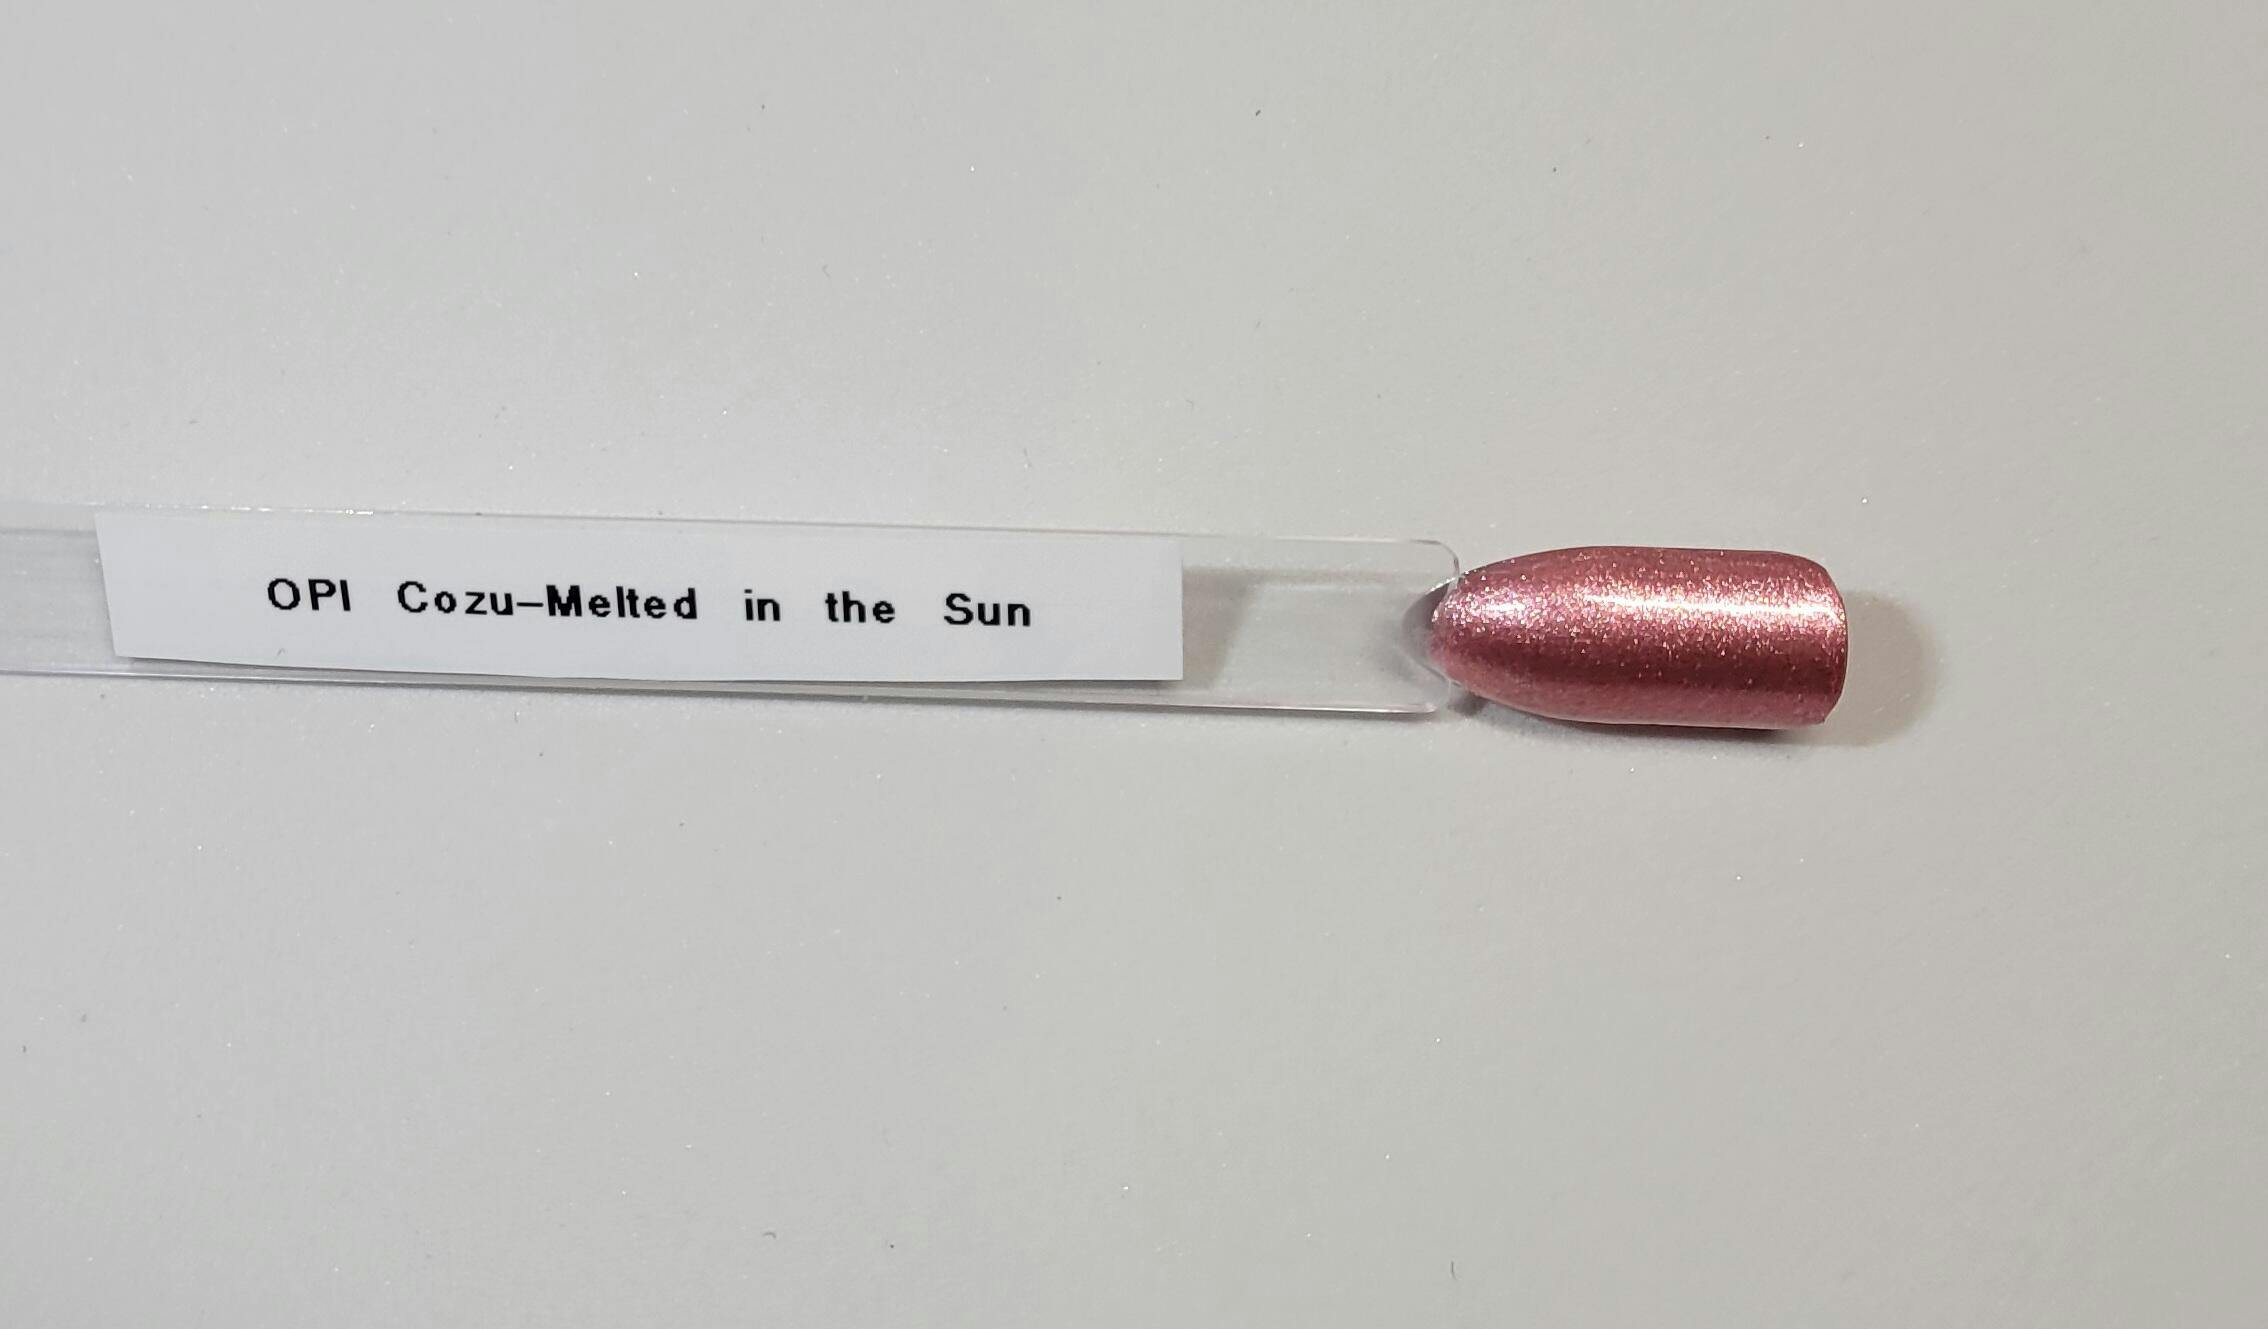 OPI Cozu-Melted in the Sun